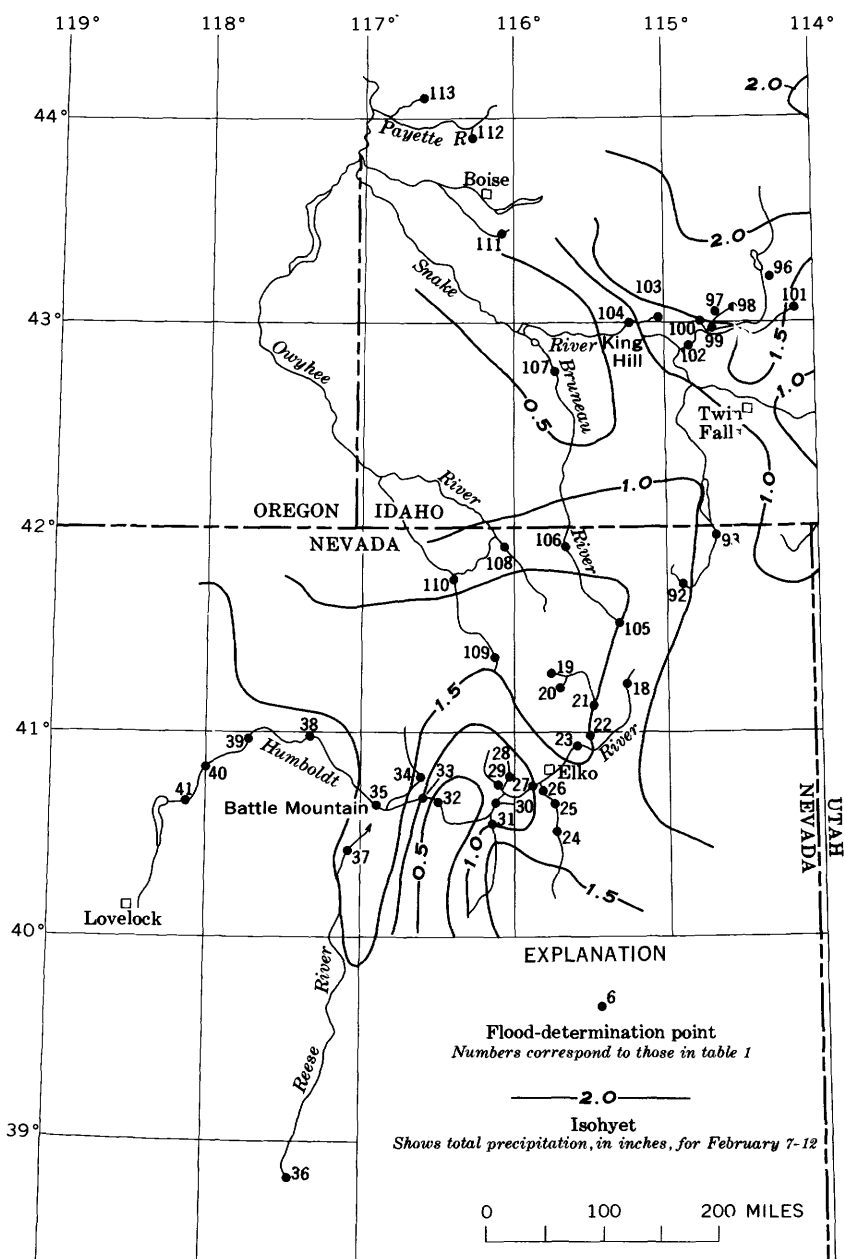 119° 118° 117° 116° 115° 114°
2.0
113
44°
Payette R
112
Boise
2.0
111
96
Snake
103
97 98
101
104
43°
100
99
River King Hill
102
1.5
Owyhee
107
Bruneau
1.0
0.5
Twin
Fall
River
1.0
1.0
OREGON IDAHO
42°
NEVADA
106
River
108
110
92
105
109
19
20
18
1.5
21
41°
38
22
39
23
River
Humboldt
28
40
34 33
29
Elko
27
26
41
35
32
Battle Mountain
30
25
31
NEVADA
UTAH
24
37
0.5
1.0
1.5
Lovelock
40°
EXPLANATION
River
6
Flood-determination point
Numbers correspond to those in table 1
Reese
2.0
Isohyet
39°
Shows total precipitation, in inches, for February 7-12
36
0 100 200 MILES